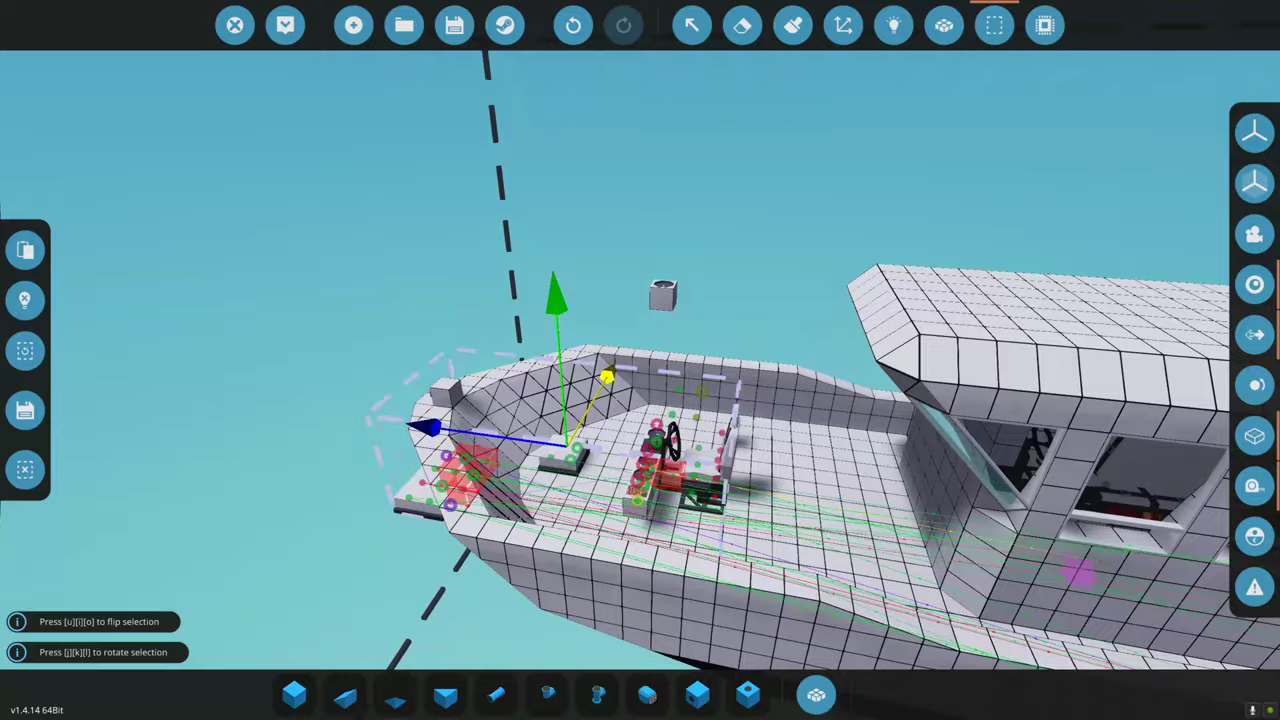 Press [u][i][o] to flip selection
Press [j][k][l] to rotate selection
v1.4.14 64Bit